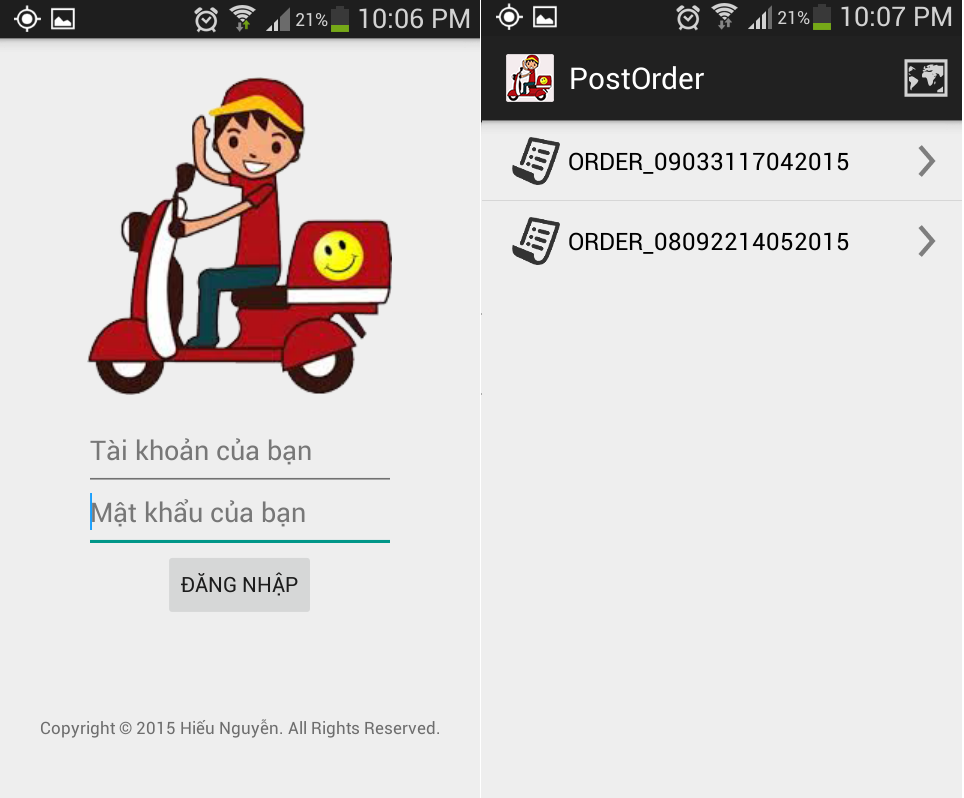 21% 10:06 PM
Tài khoản của bạn
Mật khẩu của bạn
ĐĂNG NHẬP
Copyright © 2015 Hiếu Nguyễn. All Rights Reserved.
21% 10:07 PM
PostOrder
ORDER_09033117042015
ORDER_08092214052015